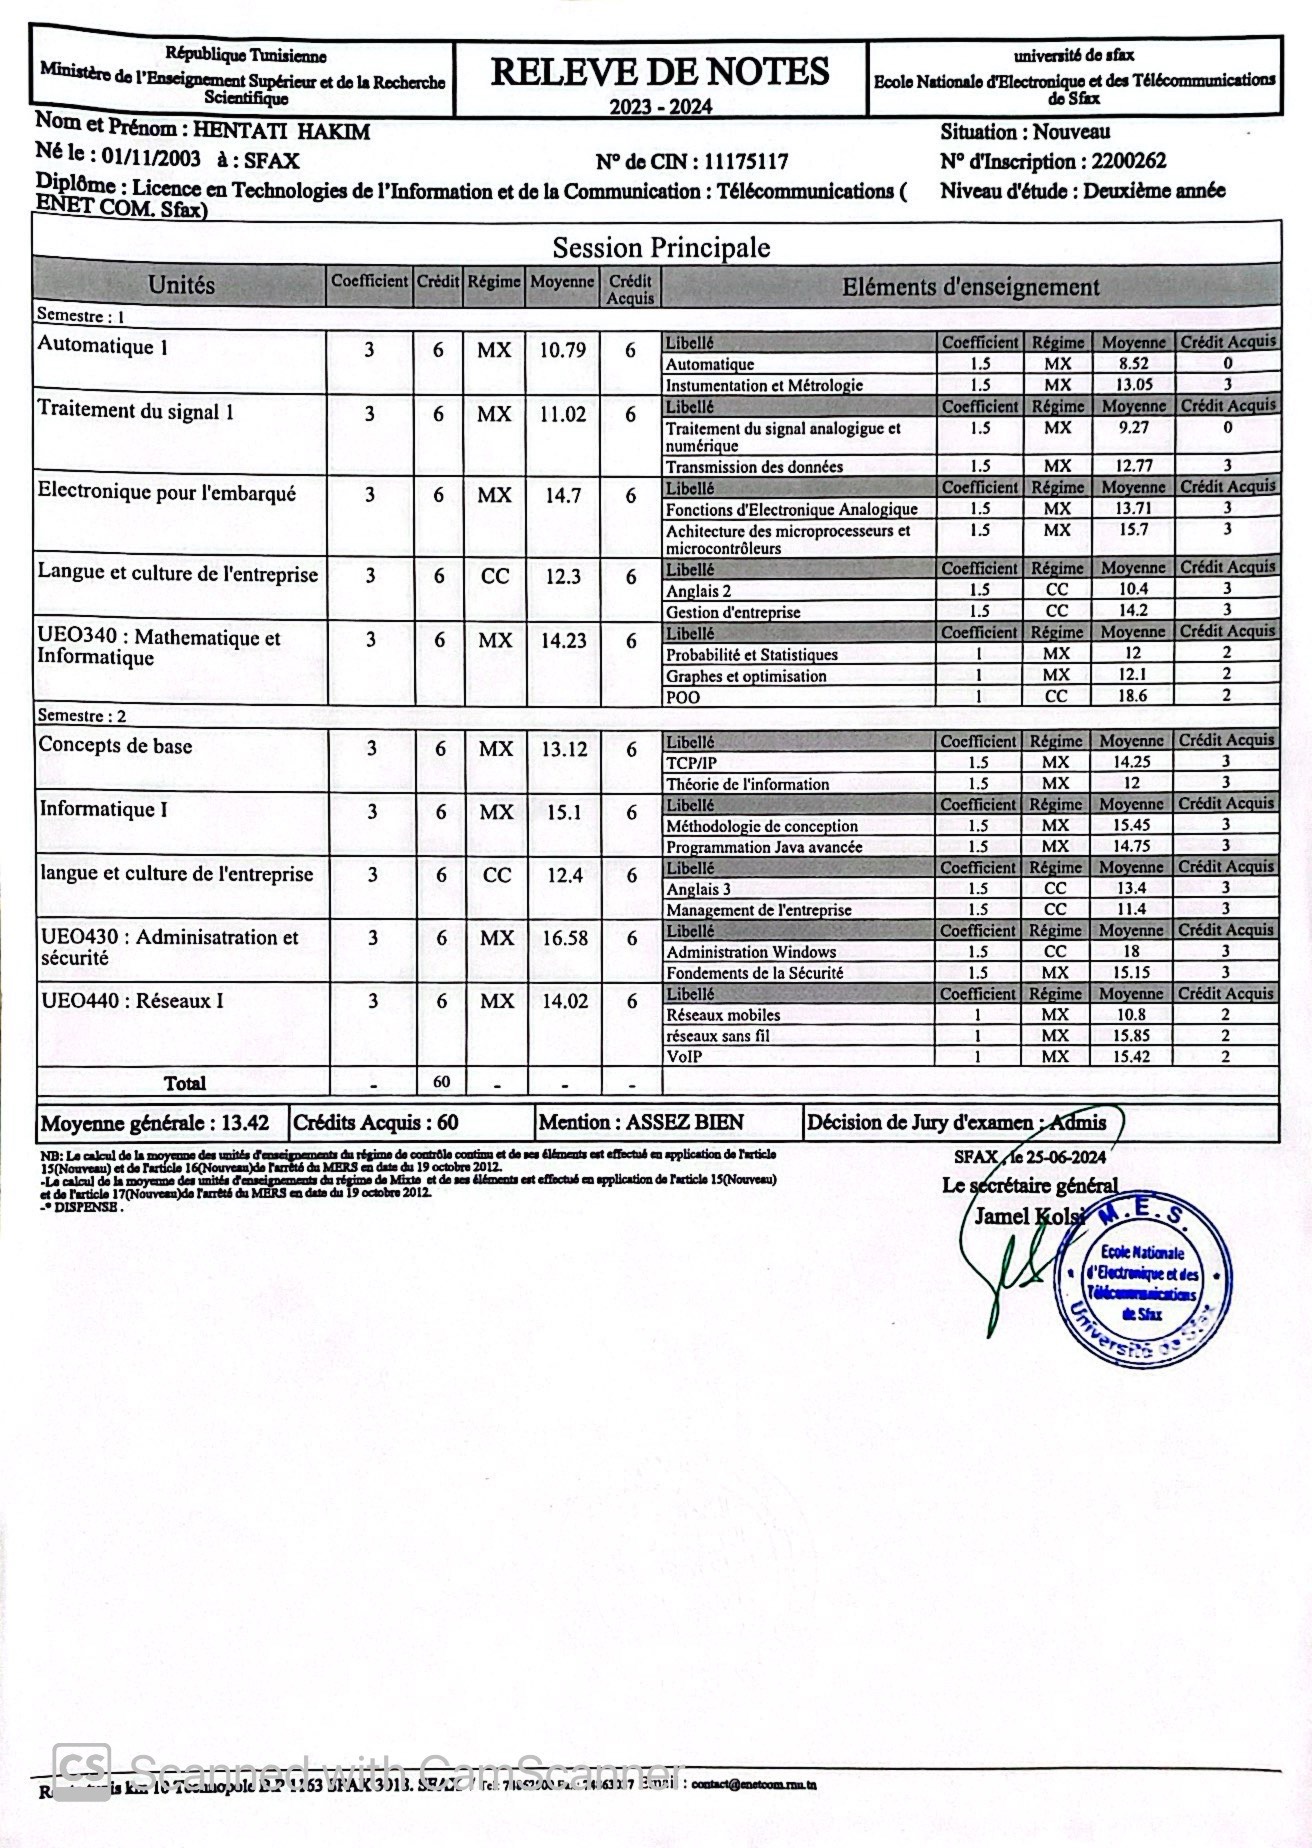 République Tunisienne
Ministère de l'Enseignement Supérieur et de la Recherche
Scientifique
RELEVE DE NOTES
2023 - 2024
université de sfax
Ecole Nationale d'Electronique et des Télécommunications
de Sfax
Nom et Prénom : HENTATI HAKIM
Situation : Nouveau
Né le : 01/11/2003 à : SFAX
N° de CIN : 11175117
N° d'Inscription : 2200262
Diplôme : Licence en Technologies de l'Information et de la Communication : Télécommunications (
ENET COM. Sfax)
Niveau d'étude : Deuxième année
Session Principale
Unités Coefficient Crédit Régime Moyenne Crédit Acquis Eléments d'enseignement
Semestre : 1
Automatique 1 3 6 MX 10.79 6
Libellé Coefficient Régime Moyenne Crédit Acquis
Automatique 1.5 MX 8.52 0
Instumentation et Métrologie 1.5 MX 13.05 3
Traitement du signal 1 3 6 MX 11.02 6
Libellé Coefficient Régime Moyenne Crédit Acquis
Traitement du signal analogigue et 1.5 MX 9.27 0
numérique
Transmission des données 1.5 MX 12.77 3
Electronique pour l'embarqué 3 6 MX 14.7 6
Libellé Coefficient Régime Moyenne Crédit Acquis
Fonctions d'Electronique Analogique 1.5 MX 13.71 3
Achitecture des microprocesseurs et 1.5 MX 15.7 3
microcontrôleurs
Langue et culture de l'entreprise 3 6 CC 12.3 6
Libellé Coefficient Régime Moyenne Crédit Acquis
Anglais 2 1.5 CC 10.4 3
Gestion d'entreprise 1.5 CC 14.2 3
UEO340 : Mathematique et 3 6 MX 14.23 6
Informatique
Libellé Coefficient Régime Moyenne Crédit Acquis
Probabilité et Statistiques 1 MX 12 2
Graphes et optimisation 1 MX 12.1 2
POO 1 CC 18.6 2
Semestre : 2
Concepts de base 3 6 MX 13.12 6
Libellé Coefficient Régime Moyenne Crédit Acquis
TCP/IP 1.5 MX 14.25 3
Théorie de l'information 1.5 MX 12 3
Informatique I 3 6 MX 15.1 6
Libellé Coefficient Régime Moyenne Crédit Acquis
Méthodologie de conception 1.5 MX 15.45 3
Programmation Java avancée 1.5 MX 14.75 3
langue et culture de l'entreprise 3 6 CC 12.4 6
Libellé Coefficient Régime Moyenne Crédit Acquis
Anglais 3 1.5 CC 13.4 3
Management de l'entreprise 1.5 CC 11.4 3
UEO430 : Adminisatration et 3 6 MX 16.58 6
sécurité
Libellé Coefficient Régime Moyenne Crédit Acquis
Administration Windows 1.5 CC 18 3
Fondements de la Sécurité 1.5 MX 15.15 3
UEO440 : Réseaux I 3 6 MX 14.02 6
Libellé Coefficient Régime Moyenne Crédit Acquis
Réseaux mobiles 1 MX 10.8 2
réseaux sans fil 1 MX 15.85 2
VoIP 1 MX 15.42 2
Total - 60 - - -
Moyenne générale : 13.42 Crédits Acquis : 60 Mention : ASSEZ BIEN Décision de Jury d'examen : Admis
NB: Le calcul de la moyenne des unités d'enseignements du régime de contrôle continu et de ses éléments est effectué en application de l'article
15(Nouveau) et de l'article 16(Nouveau)de l'arrêté du MERS en date du 19 octobre 2012.
-Le calcul de la moyenne des unités d'enseignements du régime de Mixte et de ses éléments est effectué en application de l'article 15(Nouveau)
et de l'article 17(Nouveau)de l'arrêté du MERS en date du 19 octobre 2012.
-* DISPENSE .
SFAX , le 25-06-2024
Le secrétaire général
Jamel Kolsi
M.E.S.
Ecole Nationale
d'Electronique et des
Télécommunications
de Sfax
Université de Sfax
CS Scanned with CamScanner
km 10 Technopole B.P 1163 SFAX 3018. SFAX Email : contact@enetcom.rnu.tn